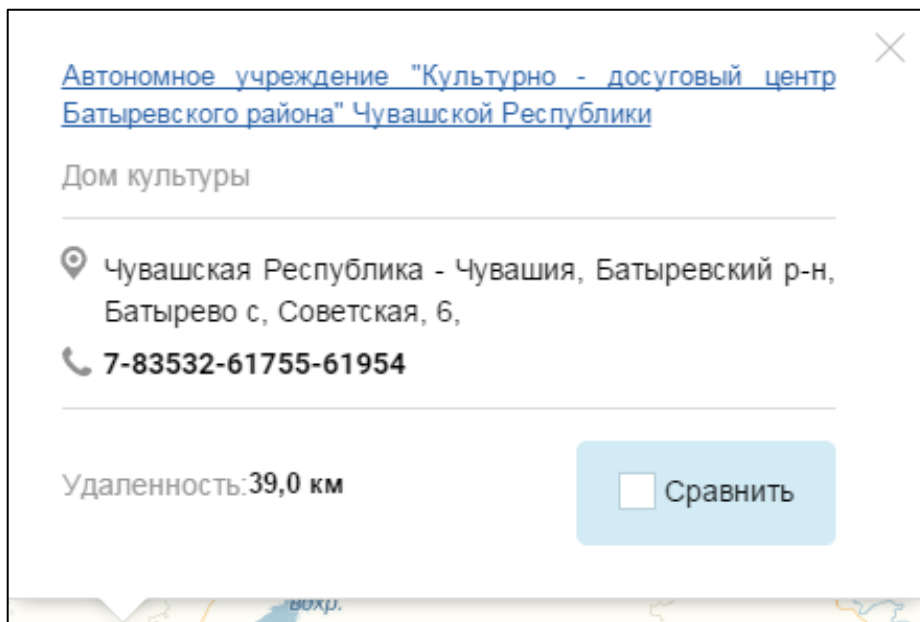 Автономное учреждение "Культурно - досуговый центр
Батыревского района" Чувашской Республики
Дом культуры
Чувашская Республика - Чувашия, Батыревский р-н,
Батырево с, Советская, 6,
7-83532-61755-61954
Удаленность:39,0 км
Сравнить
вохр.